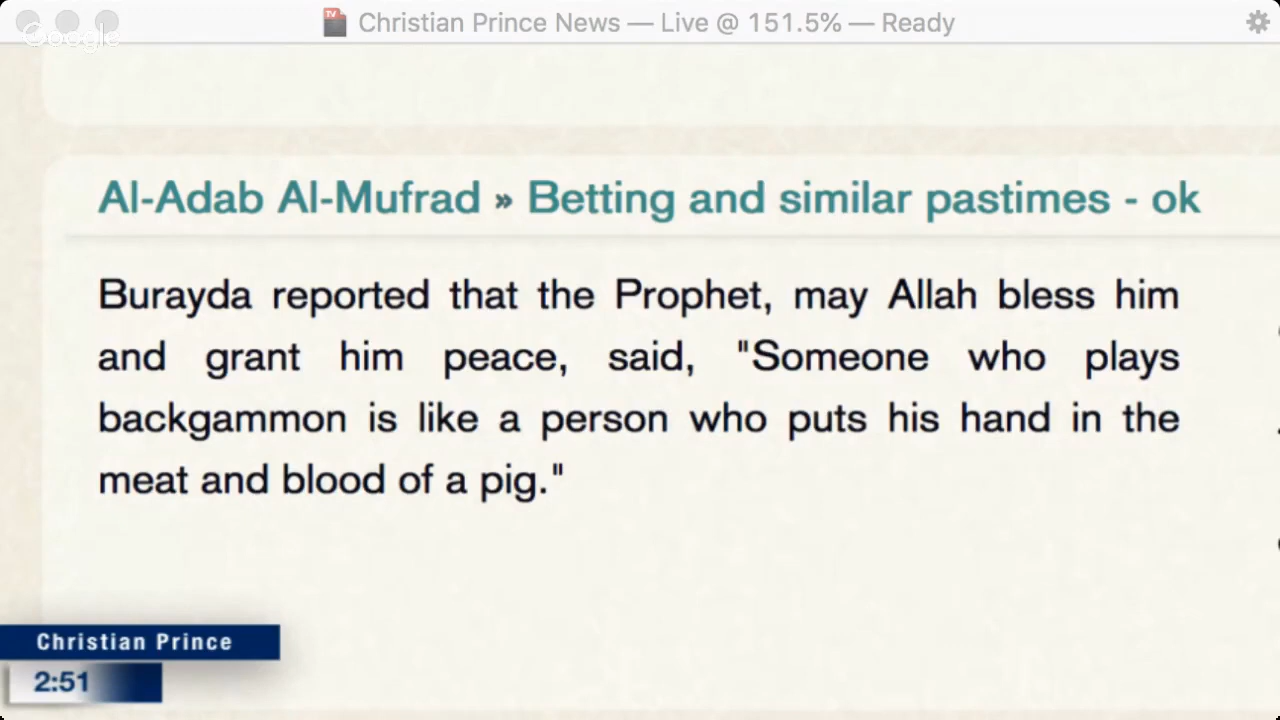 Christian Prince News — Live @ 151.5% — Ready
Google
Al-Adab Al-Mufrad » Betting and similar pastimes - ok
Burayda reported that the Prophet, may Allah bless him
and grant him peace, said, "Someone who plays
backgammon is like a person who puts his hand in the
meat and blood of a pig."
Christian Prince
2:51